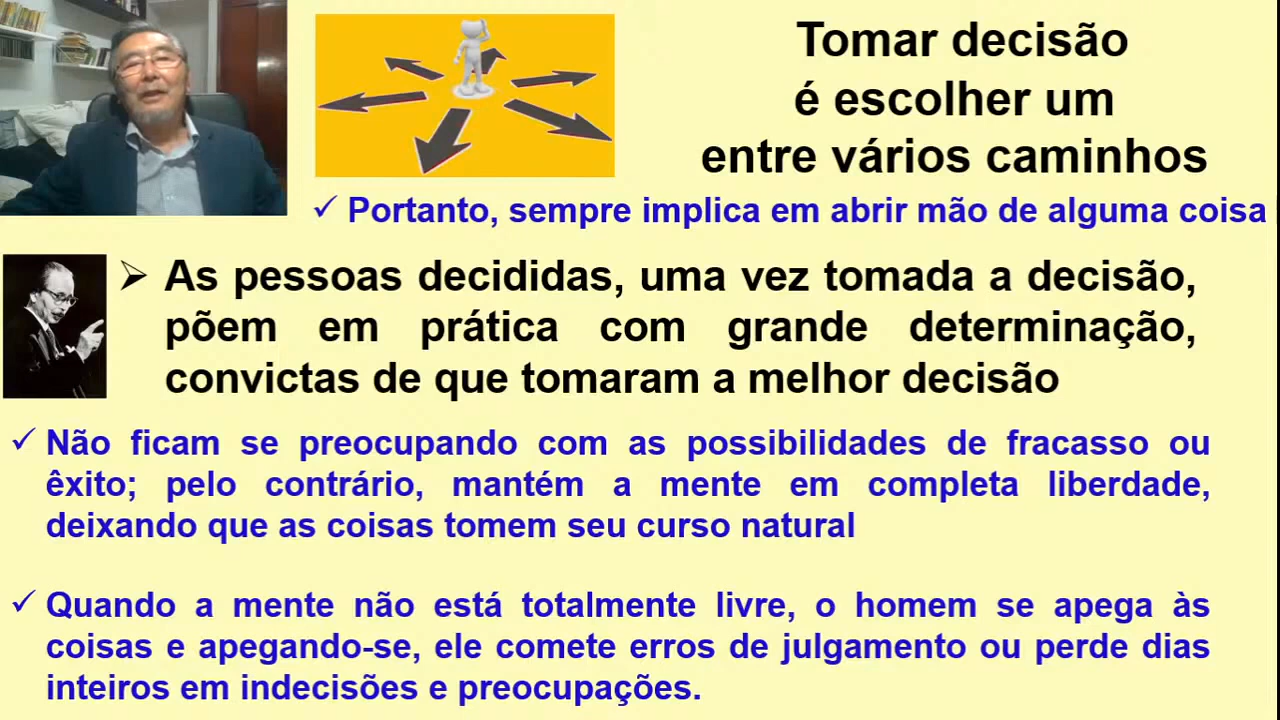 Tomar decisão
é escolher um
entre vários caminhos
Portanto, sempre implica em abrir mão de alguma coisa
As pessoas decididas, uma vez tomada a decisão,
põem em prática com grande determinação,
convictas de que tomaram a melhor decisão
Não ficam se preocupando com as possibilidades de fracasso ou
êxito; pelo contrário, mantém a mente em completa liberdade,
deixando que as coisas tomem seu curso natural
Quando a mente não está totalmente livre, o homem se apega às
coisas e apegando-se, ele comete erros de julgamento ou perde dias
inteiros em indecisões e preocupações.